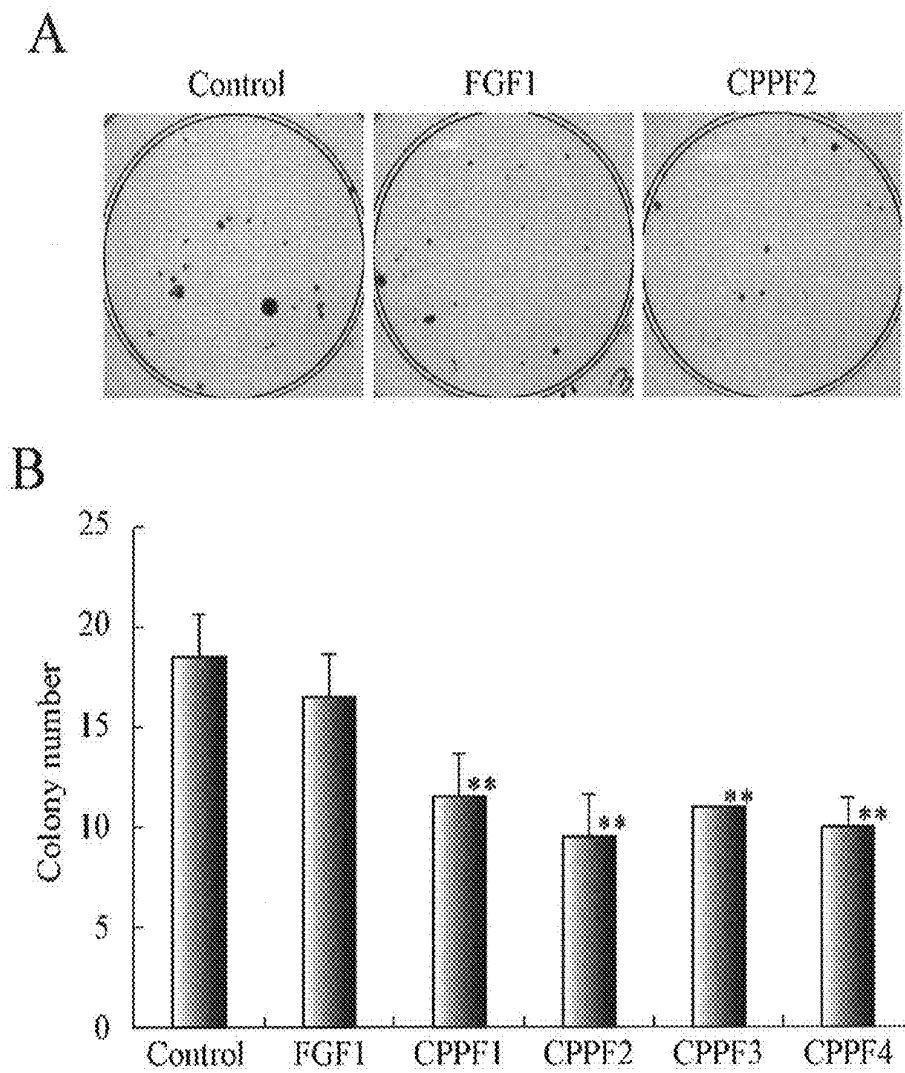 A
Control FGF1 CPPF2
B
25
20
15
10
5
0
Colony number
** ** ** **
Control FGF1 CPPF1 CPPF2 CPPF3 CPPF4